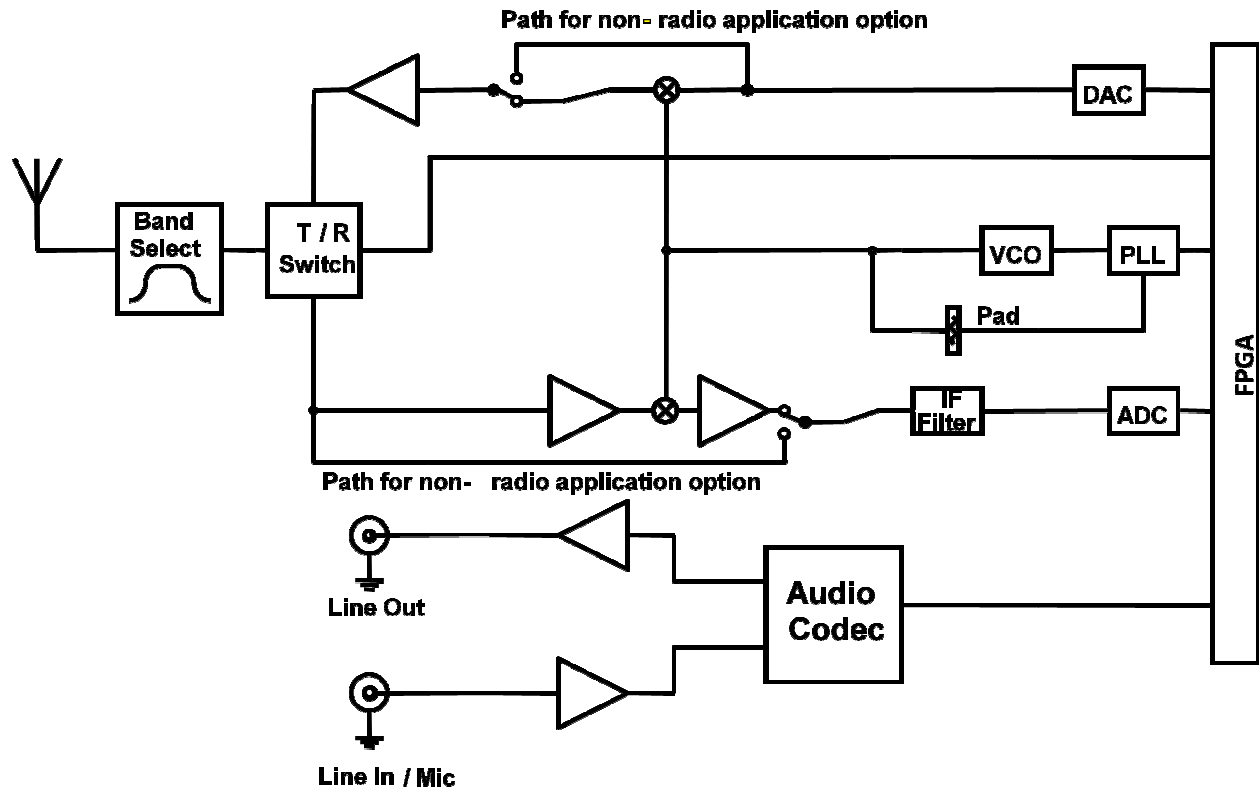 Path for non- radio application option
DAC
Band
Select
T / R
Switch
VCO
PLL
Pad
FPGA
IF
Filter
ADC
Path for non- radio application option
Line Out
Audio
Codec
Line In / Mic